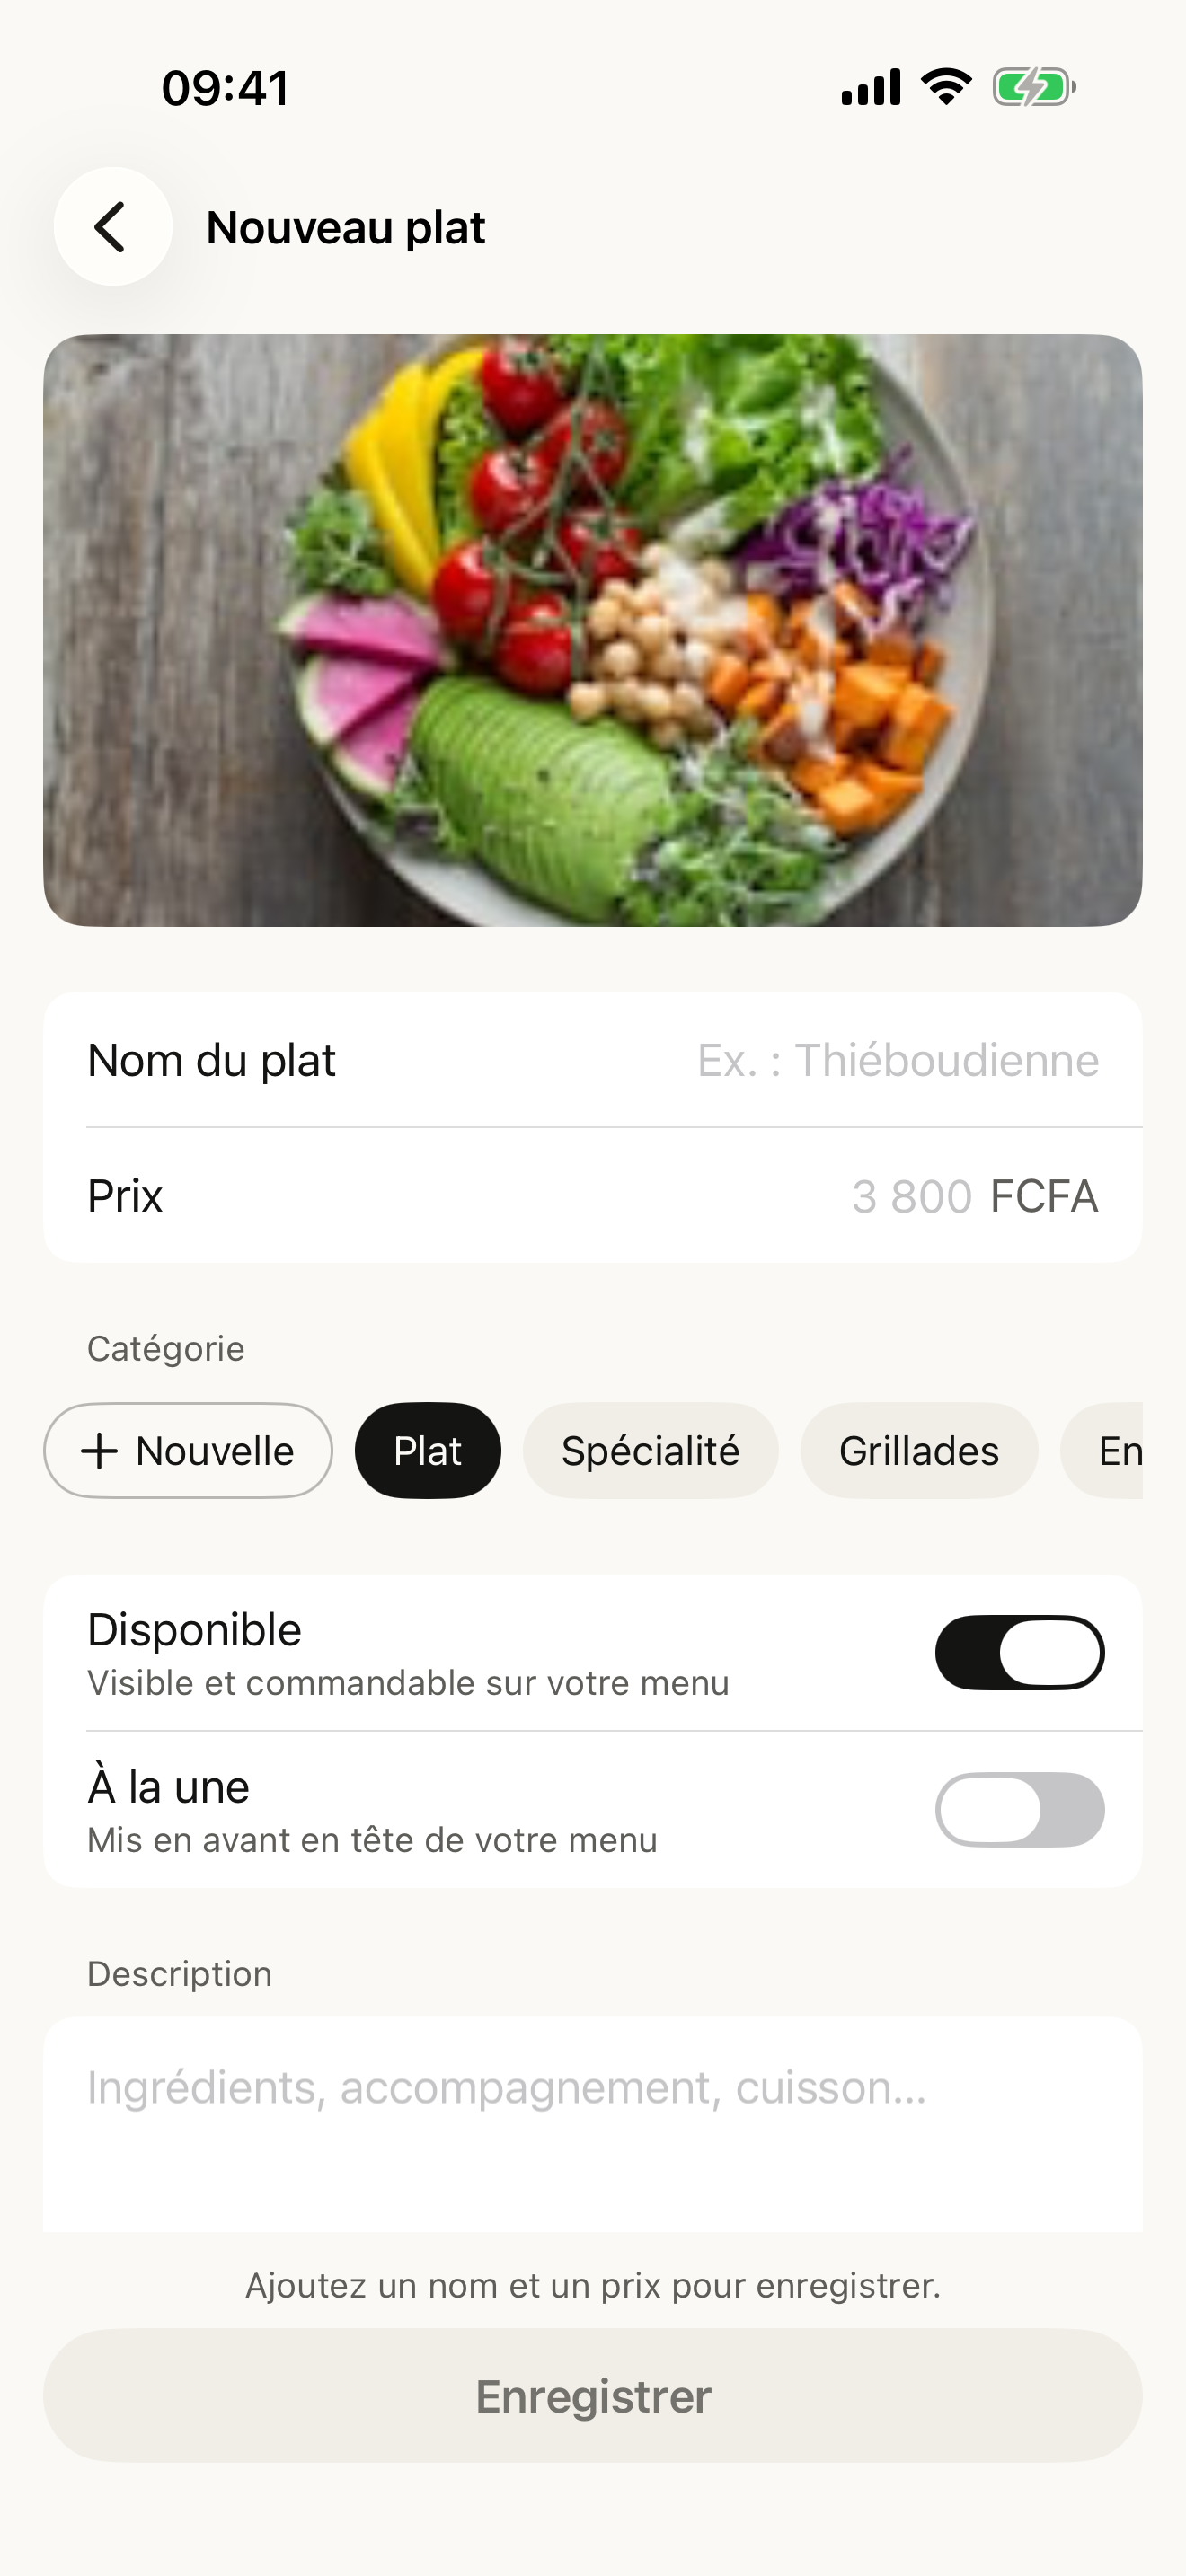 09:41
Nouveau plat
Nom du plat Ex. : Thiéboudienne
Prix 3 800 FCFA
Catégorie
+ Nouvelle Plat Spécialité Grillades En
Disponible
Visible et commandable sur votre menu
À la une
Mis en avant en tête de votre menu
Description
Ingrédients, accompagnement, cuisson...
Ajoutez un nom et un prix pour enregistrer.
Enregistrer